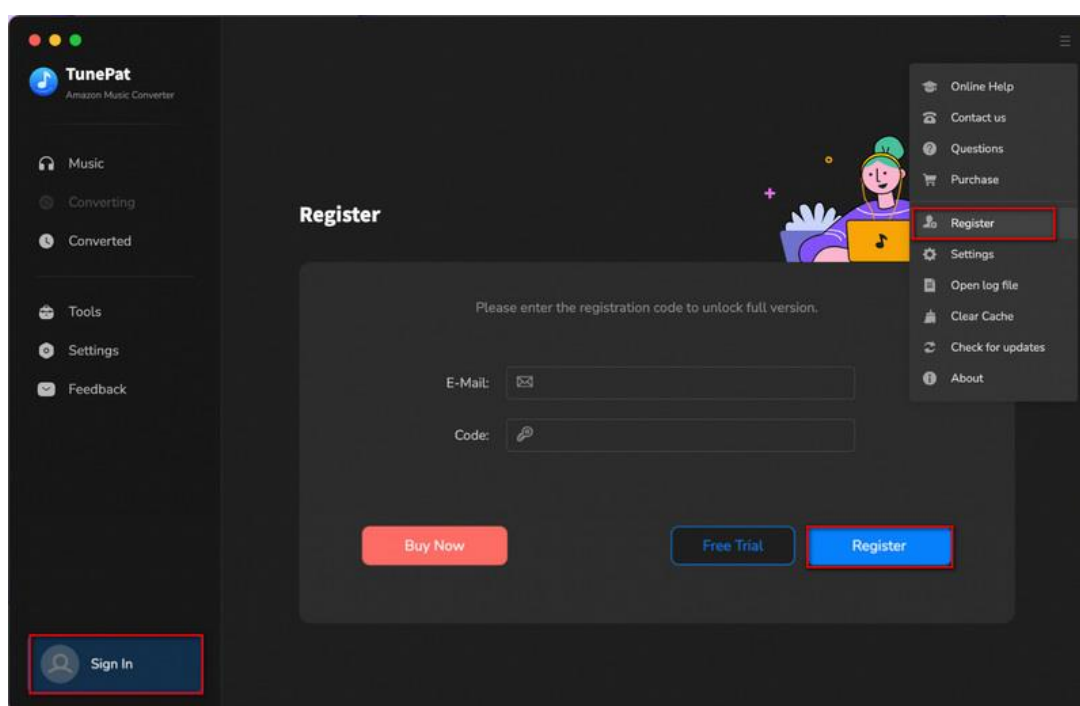 TunePat
Amazon Music Converter
Music
Converting
Converted
Tools
Settings
Feedback
Sign In
Register
Please enter the registration code to unlock full version.
E-Mail:
Code:
Buy Now
Free Trial
Register
Online Help
Contact us
Questions
Purchase
Register
Settings
Open log file
Clear Cache
Check for updates
About